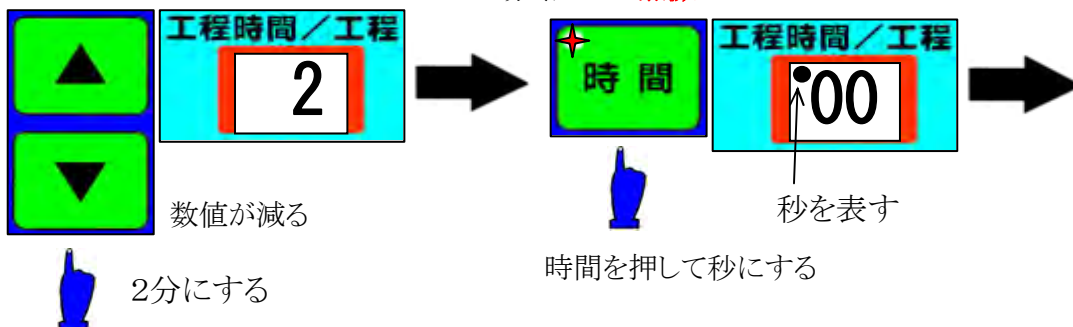 工程時間／工程
2
数値が減る
2分にする
時間
工程時間／工程
00
秒を表す
時間を押して秒にする